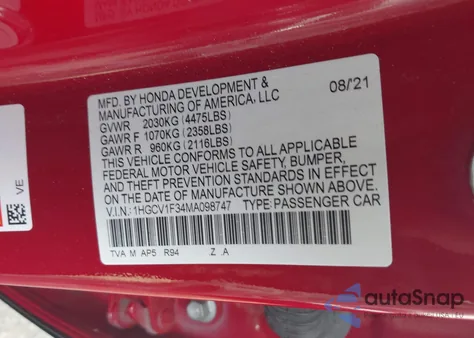 MFD. BY HONDA DEVELOPMENT &
MANUFACTURING OF AMERICA, LLC
08/'21
GVWR 2030KG (4475LBS)
GAWR F 1070KG (2358LBS)
GAWR R 960KG (2116LBS)
THIS VEHICLE CONFORMS TO ALL APPLICABLE
FEDERAL MOTOR VEHICLE SAFETY, BUMPER,
AND THEFT PREVENTION STANDARDS IN EFFECT
ON THE DATE OF MANUFACTURE SHOWN ABOVE.
V.I.N.: 1HGCV1F34MA098747 TYPE: PASSENGER CAR
TVA M AP5 R94 Z A
VE
autoSnap